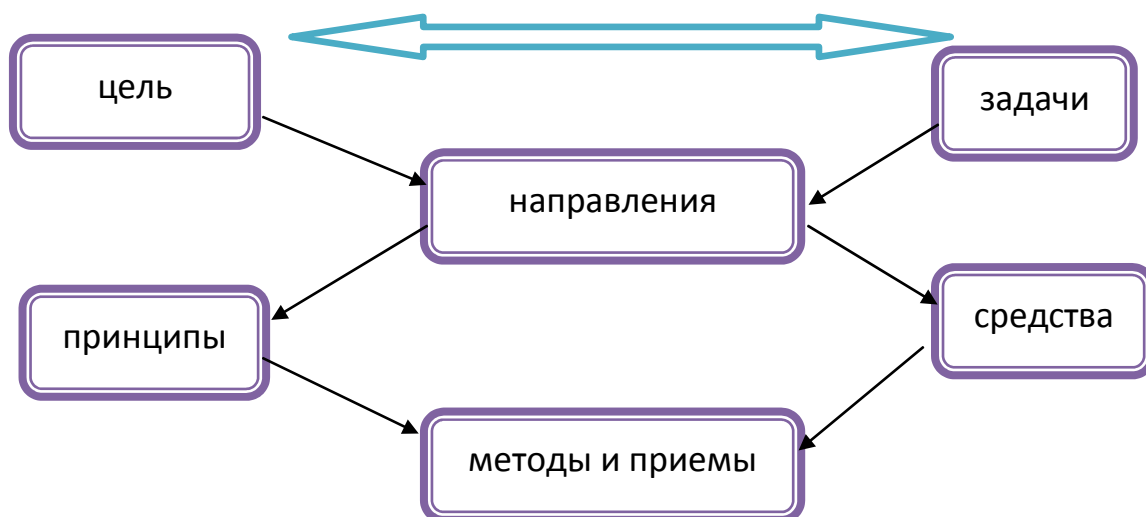 цель
задачи
направления
принципы
средства
методы и приемы